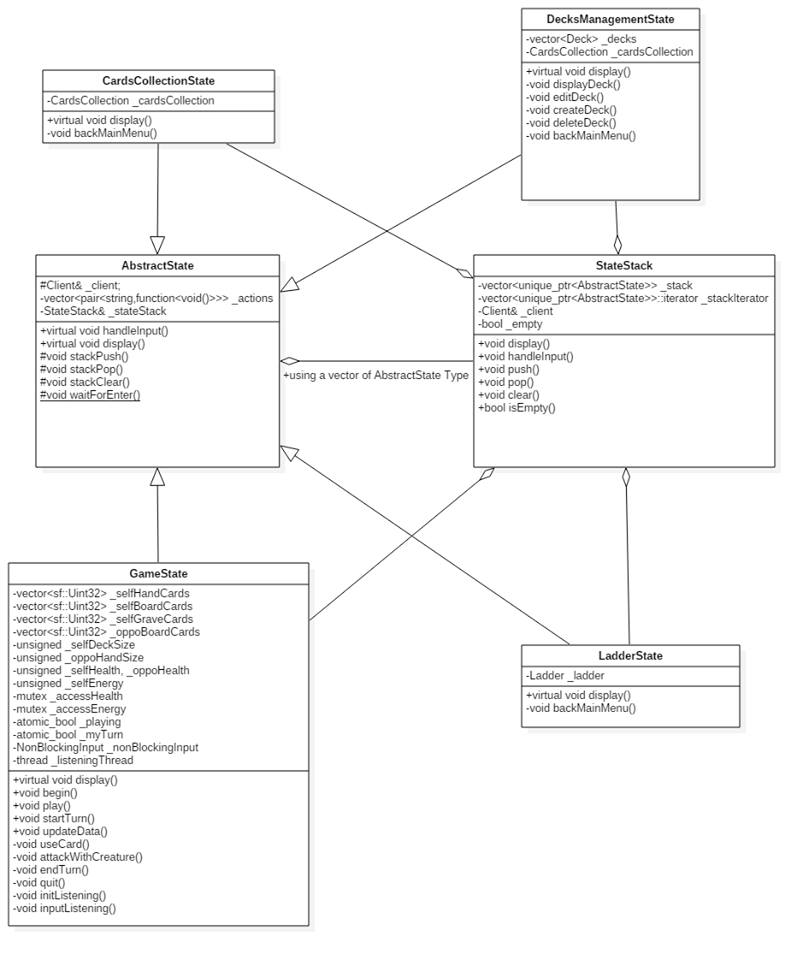 DecksManagementState
-vector<Deck> _decks
-CardsCollection _cardsCollection
+virtual void display()
-void displayDeck()
-void editDeck()
-void createDeck()
-void deleteDeck()
-void backMainMenu()
CardsCollectionState
-CardsCollection _cardsCollection
+virtual void display()
-void backMainMenu()
AbstractState
#Client& _client;
-vector<pair<string,function<void()>>> _actions
-StateStack& _stateStack
+virtual void handleInput()
+virtual void display()
#void stackPush()
#void stackPop()
#void stackClear()
#void waitForEnter()
+using a vector of AbstractState Type
StateStack
-vector<unique_ptr<AbstractState>> _stack
-vector<unique_ptr<AbstractState>>::iterator _stackIterator
-Client& _client
-bool _empty
+void display()
+void handleInput()
+void push()
+void pop()
+void clear()
+bool isEmpty()
GameState
-vector<sf::Uint32> _selfHandCards
-vector<sf::Uint32> _selfBoardCards
-vector<sf::Uint32> _selfGraveCards
-vector<sf::Uint32> _oppoBoardCards
-unsigned _selfDeckSize
-unsigned _oppoHandSize
-unsigned _selfHealth, _oppoHealth
-unsigned _selfEnergy
-mutex _accessHealth
-mutex _accessEnergy
-atomic_bool _playing
-atomic_bool _myTurn
-NonBlockingInput _nonBlockingInput
-thread _listeningThread
+virtual void display()
+void begin()
+void play()
+void startTurn()
+void updateData()
-void useCard()
-void attackWithCreature()
-void endTurn()
-void quit()
-void initListening()
-void inputListening()
LadderState
-Ladder _ladder
+virtual void display()
-void backMainMenu()